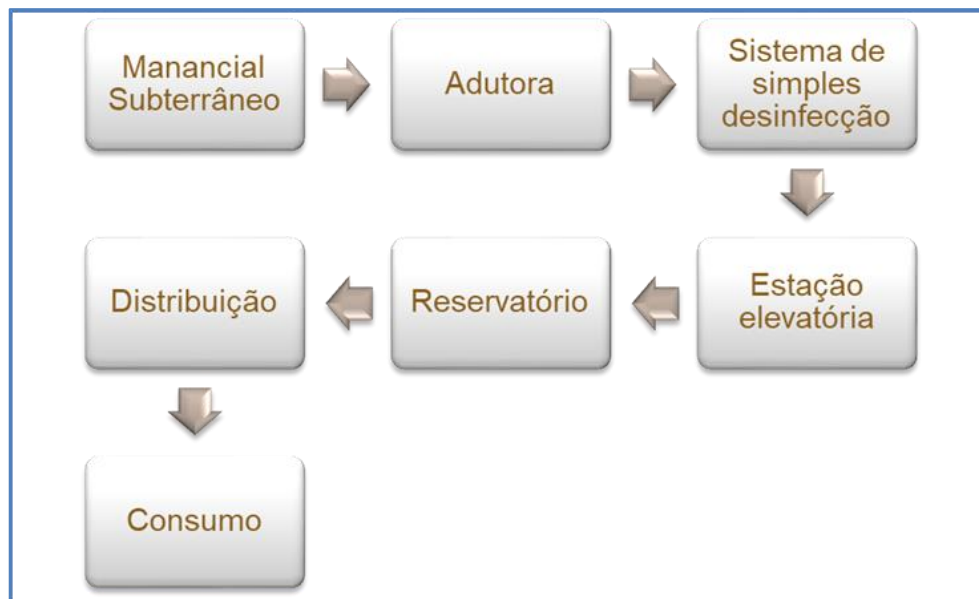 Manancial
Subterrâneo
Adutora
Sistema de
simples
desinfecção
Estação
elevatória
Reservatório
Distribuição
Consumo